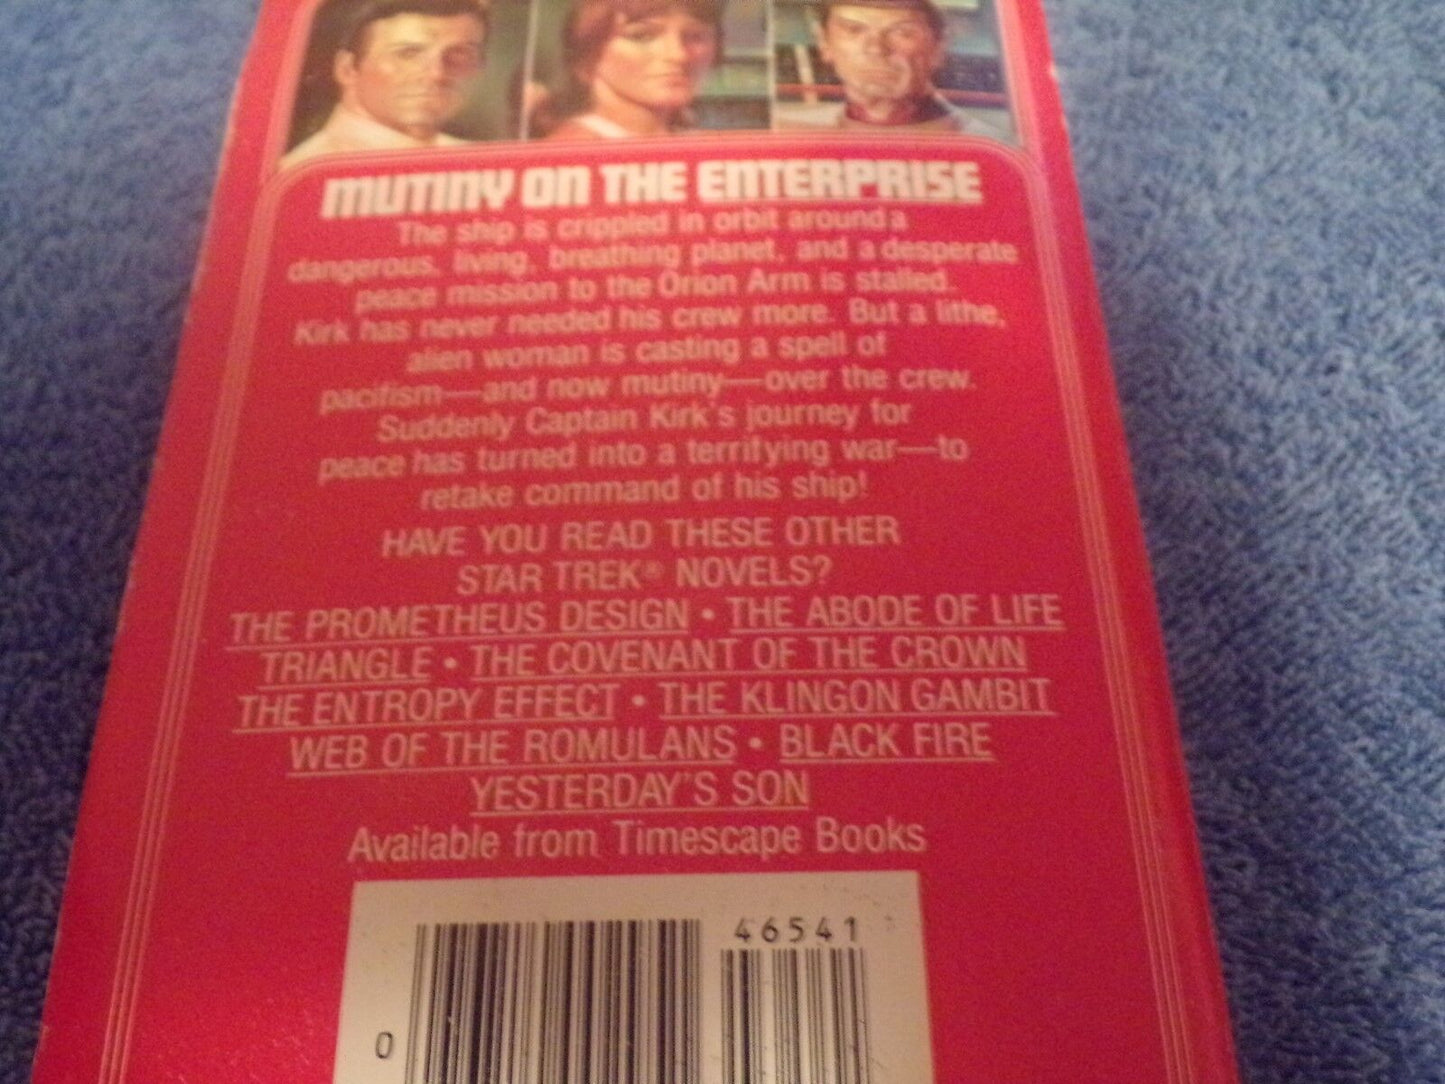 MUTINY ON THE ENTERPRISE
The ship is crippled in orbit around a
dangerous, living, breathing planet, and a desperate
peace mission to the Orion Arm is stalled.
Kirk has never needed his crew more. But a lithe,
alien woman is casting a spell of
pacifism—and now mutiny—over the crew.
Suddenly Captain Kirk's journey for
peace has turned into a terrifying war—to
retake command of his ship!
HAVE YOU READ THESE OTHER
STAR TREK® NOVELS?
THE PROMETHEUS DESIGN • THE ABODE OF LIFE
TRIANGLE • THE COVENANT OF THE CROWN
THE ENTROPY EFFECT • THE KLINGON GAMBIT
WEB OF THE ROMULANS • BLACK FIRE
YESTERDAY'S SON
Available from Timescape Books
46541
0